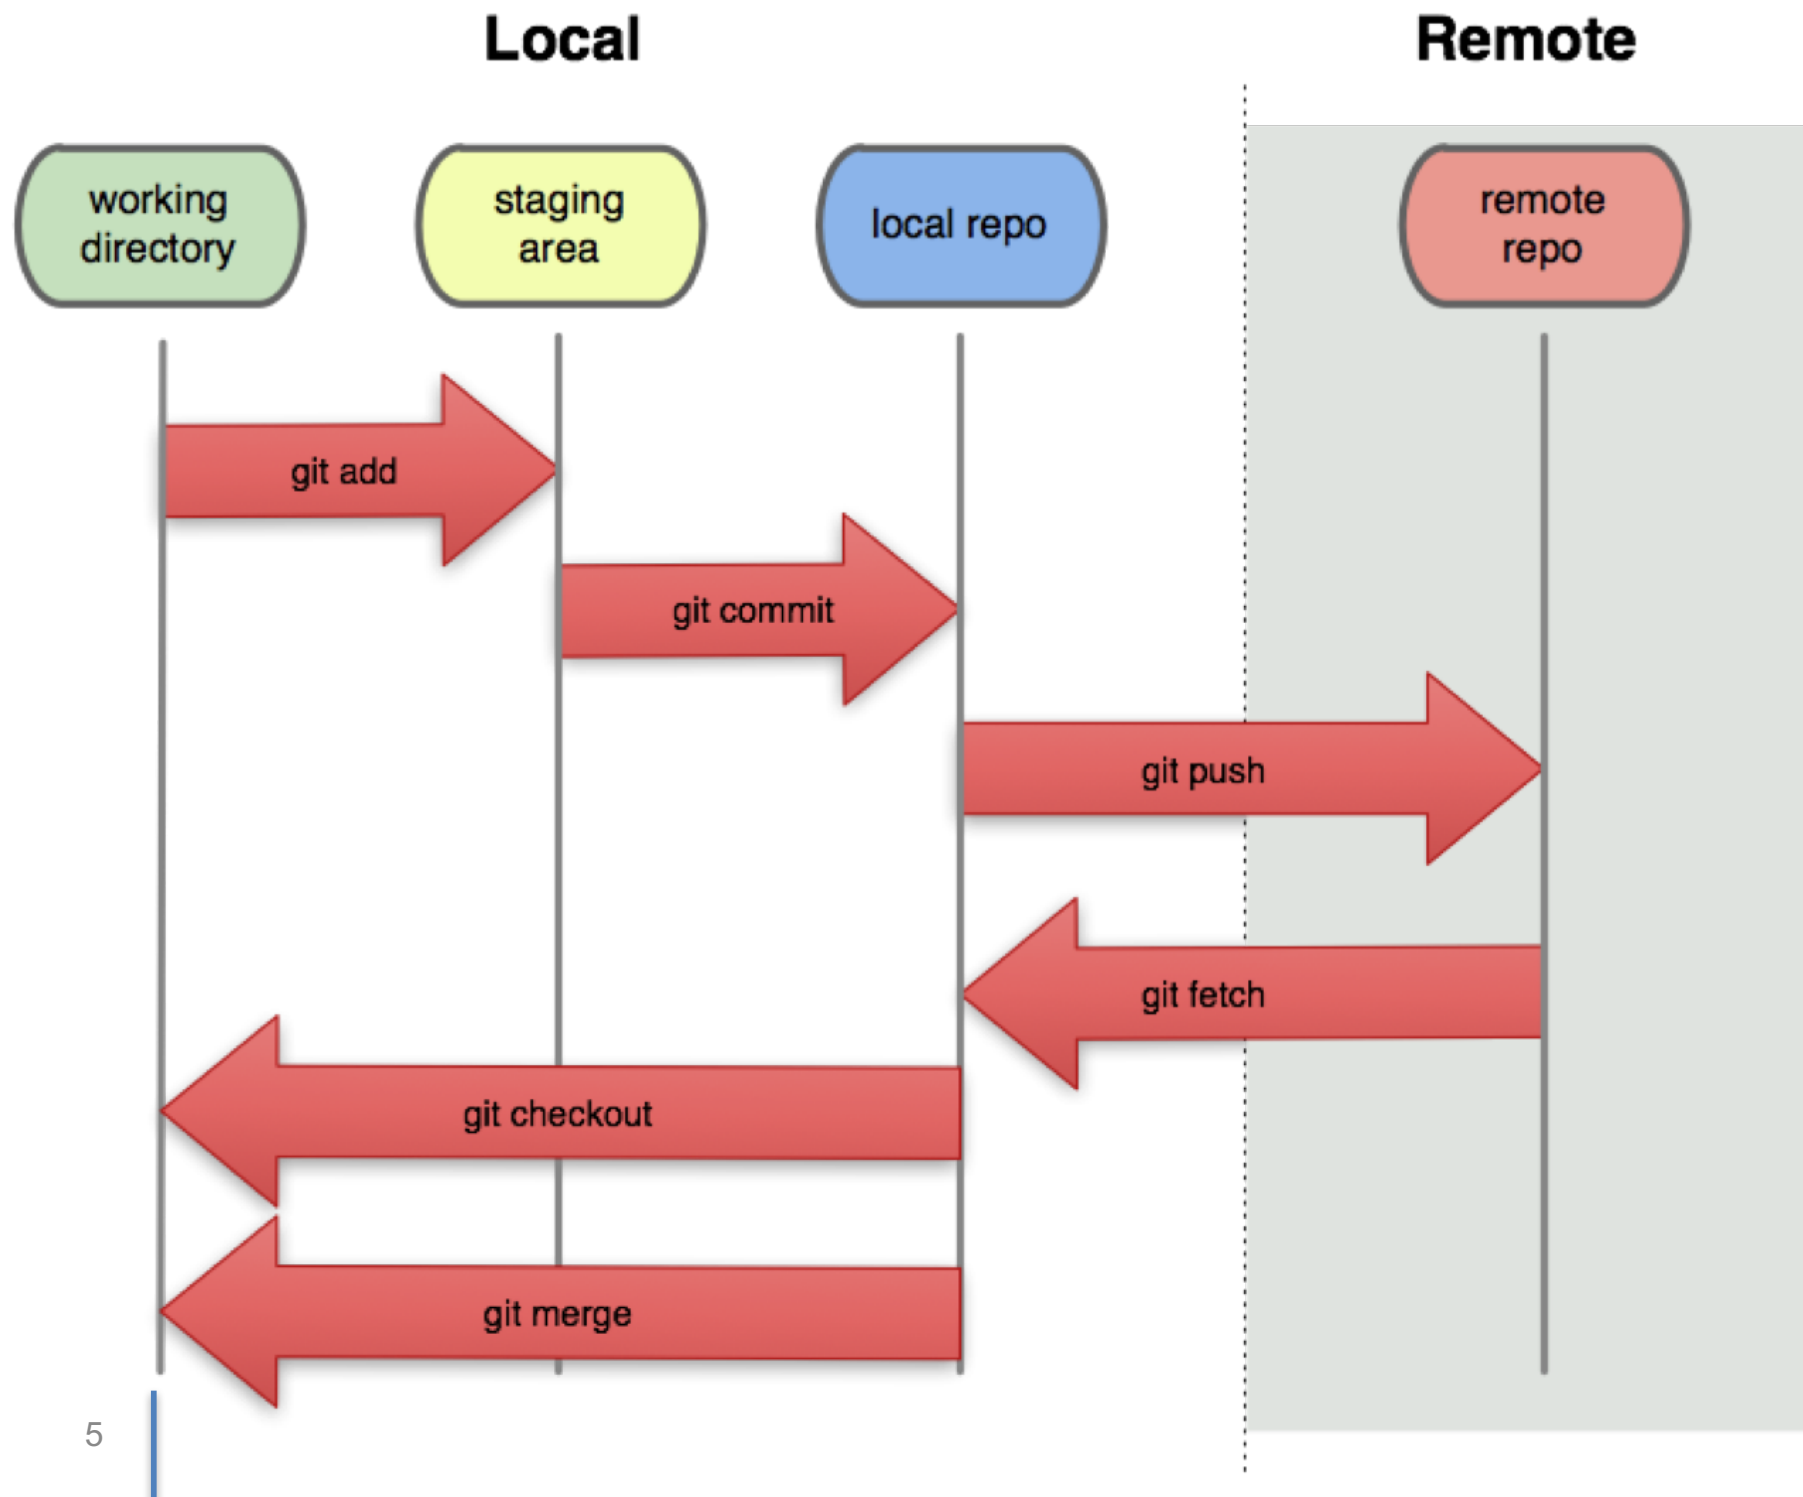 Local
Remote
working
directory
staging
area
local repo
remote
repo
git add
git commit
git push
git fetch
git checkout
git merge
5